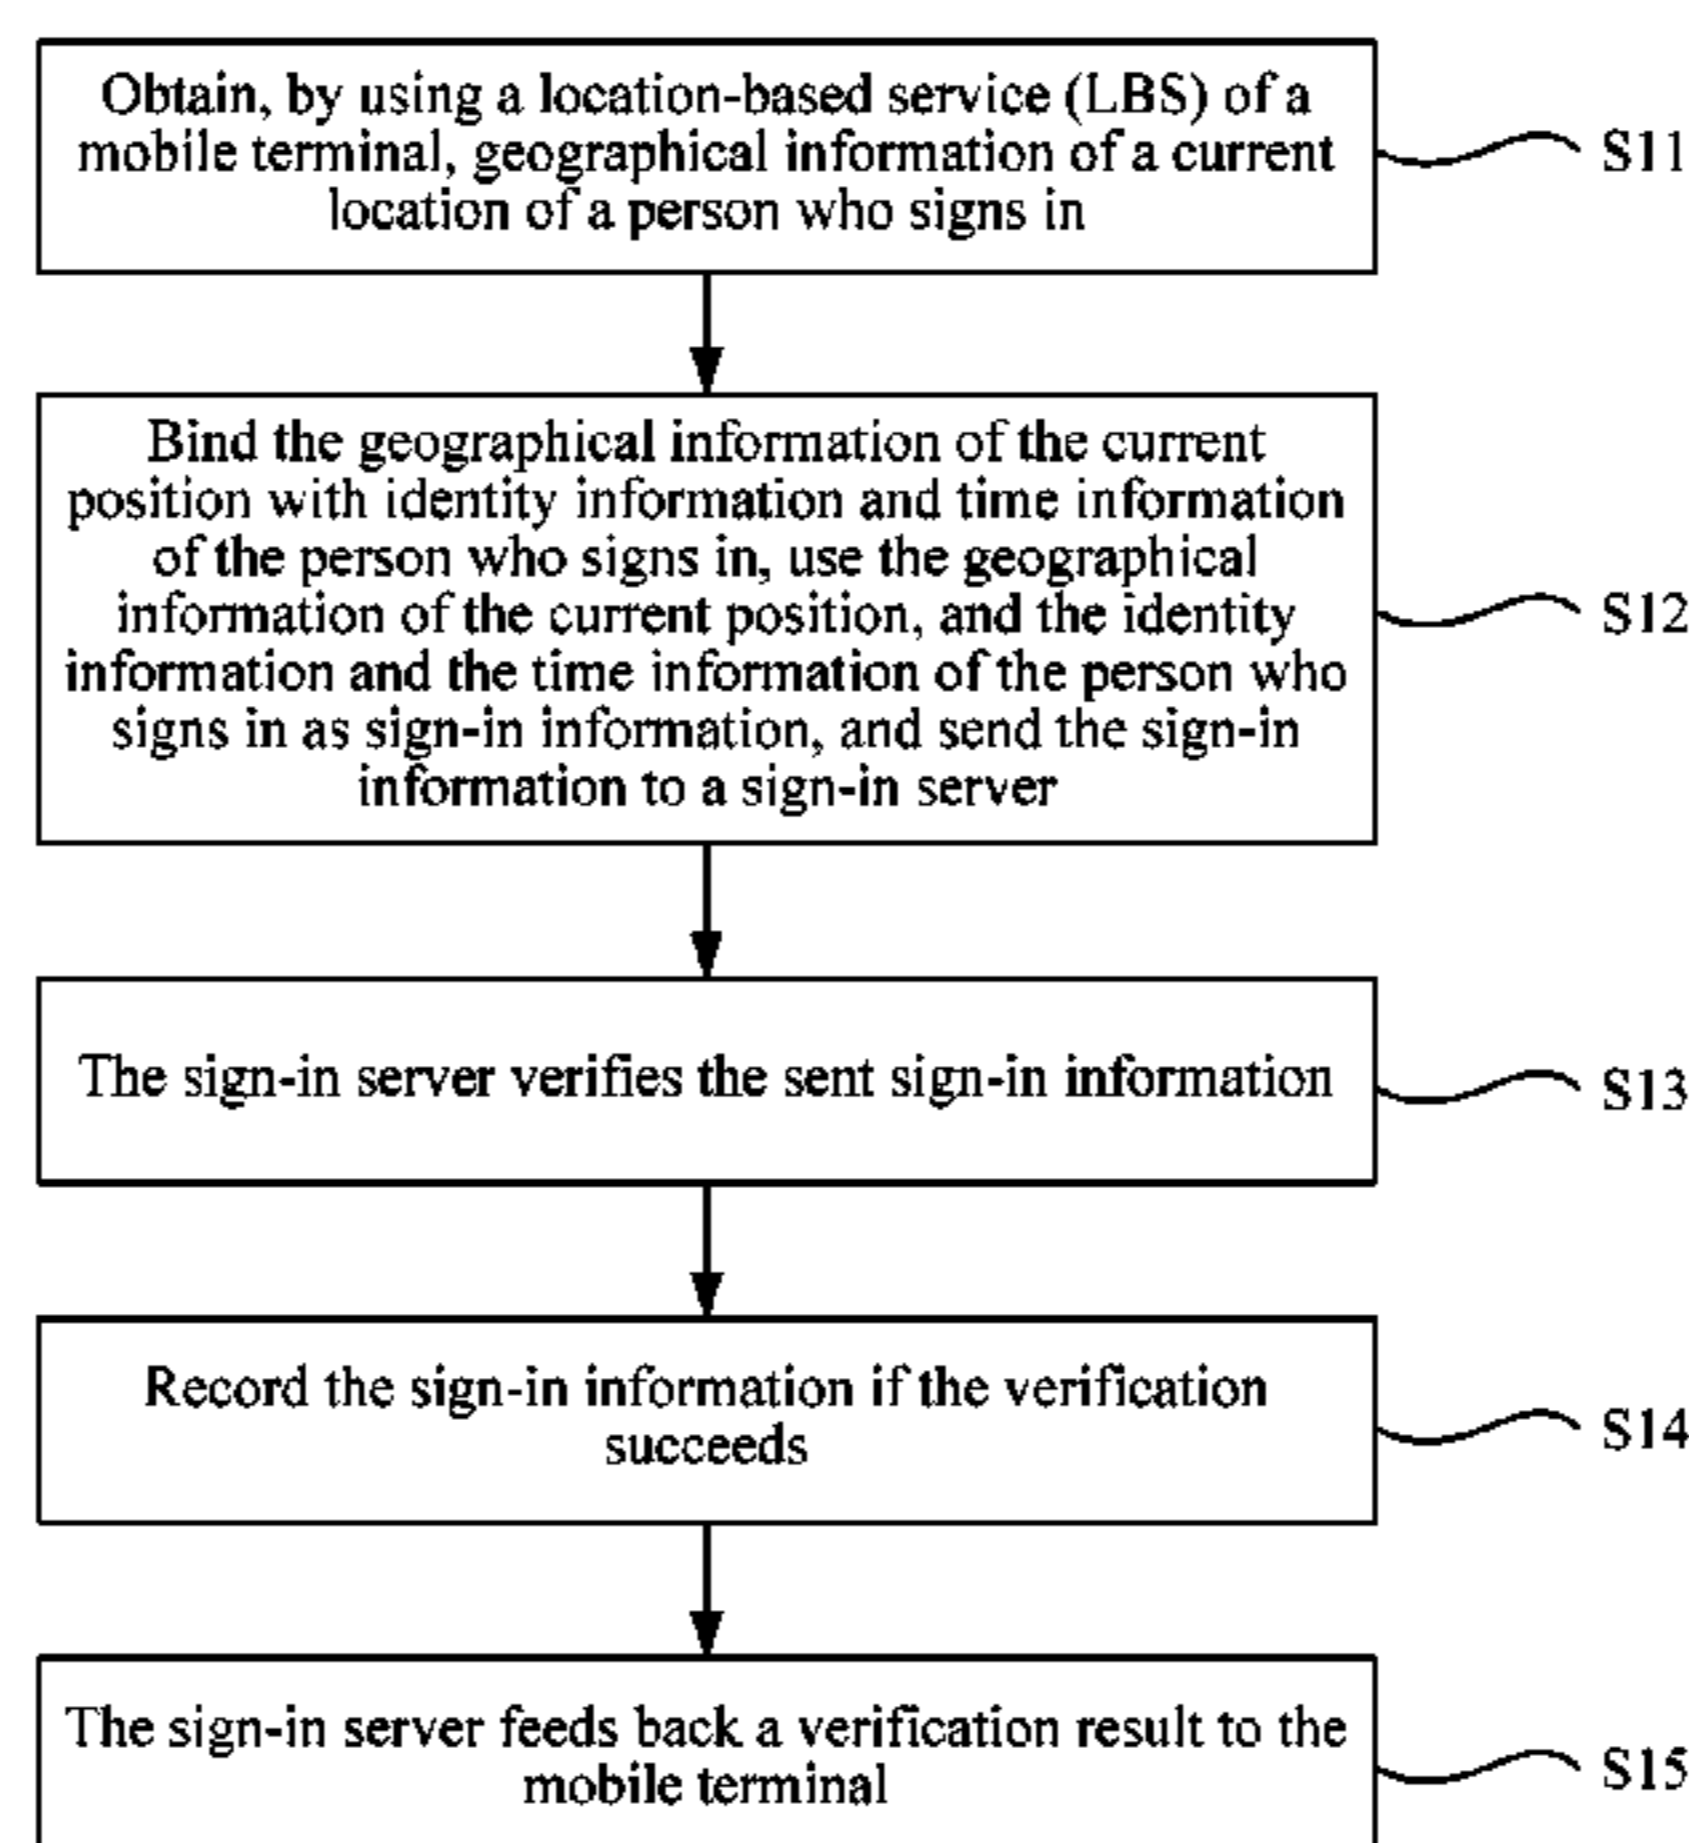 Obtain, by using a location-based service (LBS) of a
mobile terminal, geographical information of a current
location of a person who signs in
S11
Bind the geographical information of the current
position with identity information and time information
of the person who signs in, use the geographical
information of the current position, and the identity
information and the time information of the person who
signs in as sign-in information, and send the sign-in
information to a sign-in server
S12
The sign-in server verifies the sent sign-in information
S13
Record the sign-in information if the verification
succeeds
S14
The sign-in server feeds back a verification result to the
mobile terminal
S15